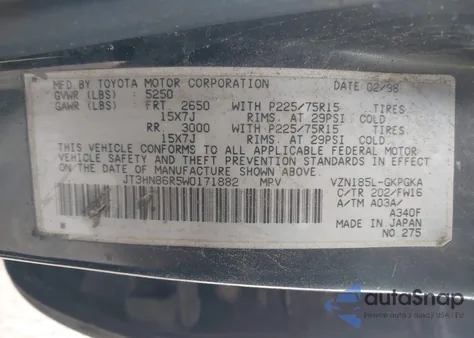 MFD BY TOYOTA MOTOR CORPORATION DATE 02/98
GVWR (LBS) 5250
GAWR (LBS) FRT 2650 WITH P225/75R15 TIRES
15X7J RIMS, AT 29PSI COLD
RR. 3000 WITH P225/75R15 TIRES
15X7J RIMS, AT 29PSI COLD
THIS VEHICLE CONFORMS TO ALL APPLICABLE FEDERAL MOTOR
VEHICLE SAFETY AND THEFT PREVENTION STANDARDS IN EFFECT
ON THE DATE OF MANUFACTURE SHOWN ABOVE.
JT3HN86R5W0171882 MPV VZN185L-GKPGKA
C/TR 202/FW16
A/TM A03A/
A340F
MADE IN JAPAN
NO. 275
autoSnap